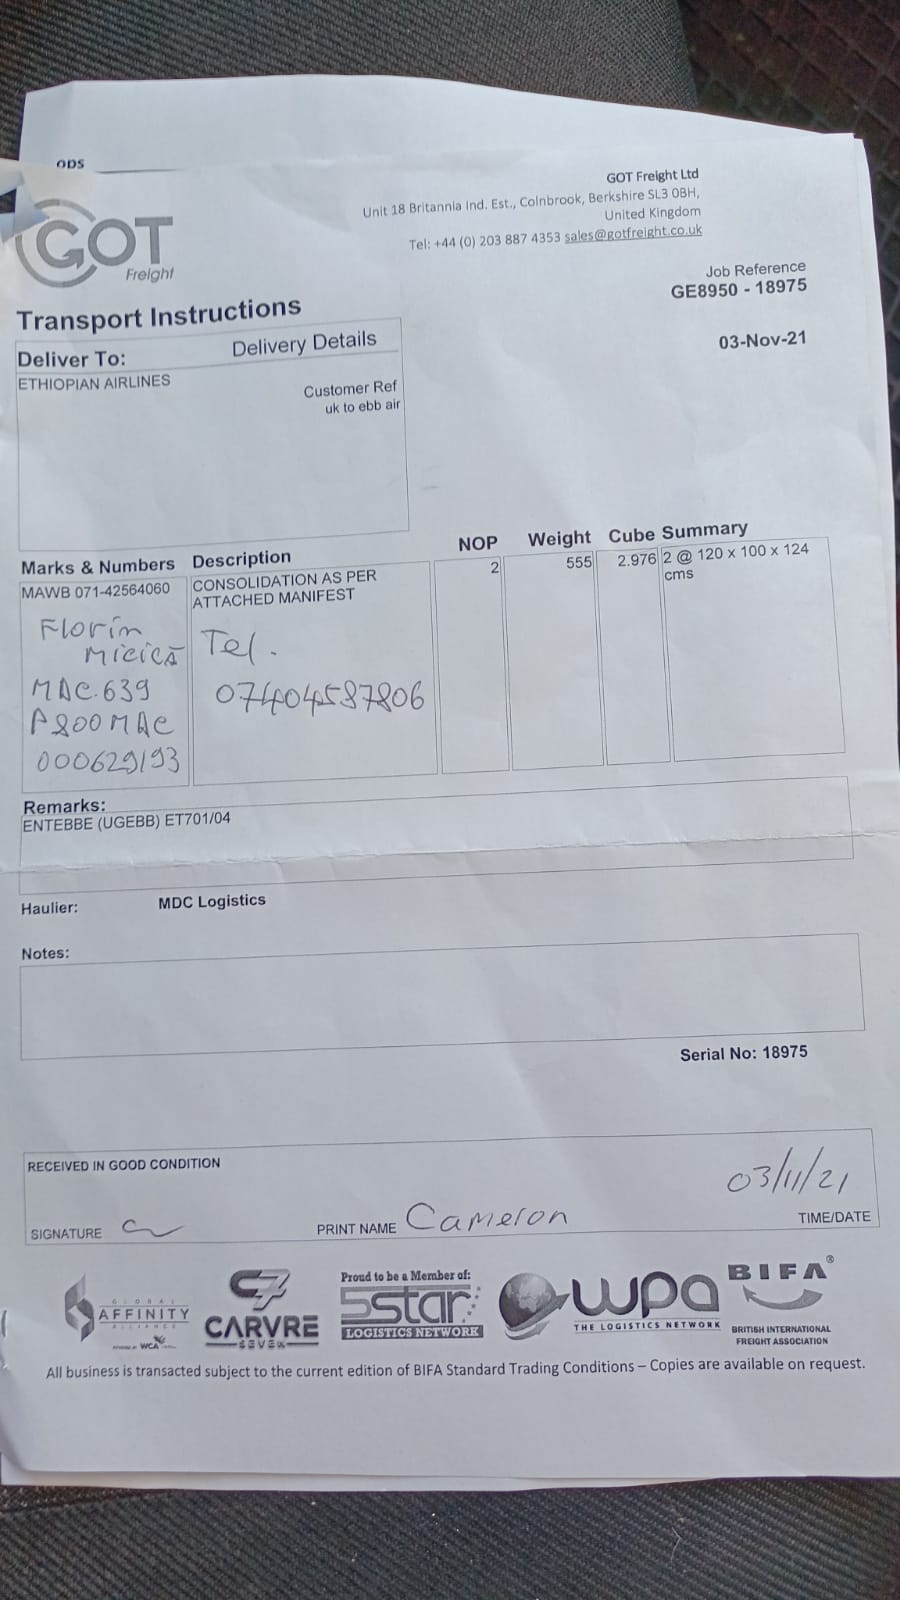 ODS
GOT
Freight
GOT Freight Ltd
Unit 18 Britannia Ind. Est., Colnbrook, Berkshire SL3 0BH,
United Kingdom
Tel: +44 (0) 203 887 4353 sales@gotfreight.co.uk
Job Reference
GE8950 - 18975
03-Nov-21
Transport Instructions
Deliver To: Delivery Details
ETHIOPIAN AIRLINES
Customer Ref
uk to ebb air
Marks & Numbers Description NOP Weight Cube Summary
MAWB 071-42564060 CONSOLIDATION AS PER 2 555 2.976 2 @ 120 x 100 x 124
ATTACHED MANIFEST cms
Florin Tel.
Micică
MAC.639 07404587806
P800MAC
000629193
Remarks:
ENTEBBE (UGEBB) ET701/04
Haulier: MDC Logistics
Notes:
Serial No: 18975
RECEIVED IN GOOD CONDITION
03/11/21
SIGNATURE PRINT NAME Cameron TIME/DATE
GLOBAL
AFFINITY
ALLIANCE
WCA
CARVRE
SEVEN
Proud to be a Member of:
5star
LOGISTICS NETWORK
wpa
THE LOGISTICS NETWORK
BIFA®
BRITISH INTERNATIONAL
FREIGHT ASSOCIATION
All business is transacted subject to the current edition of BIFA Standard Trading Conditions – Copies are available on request.